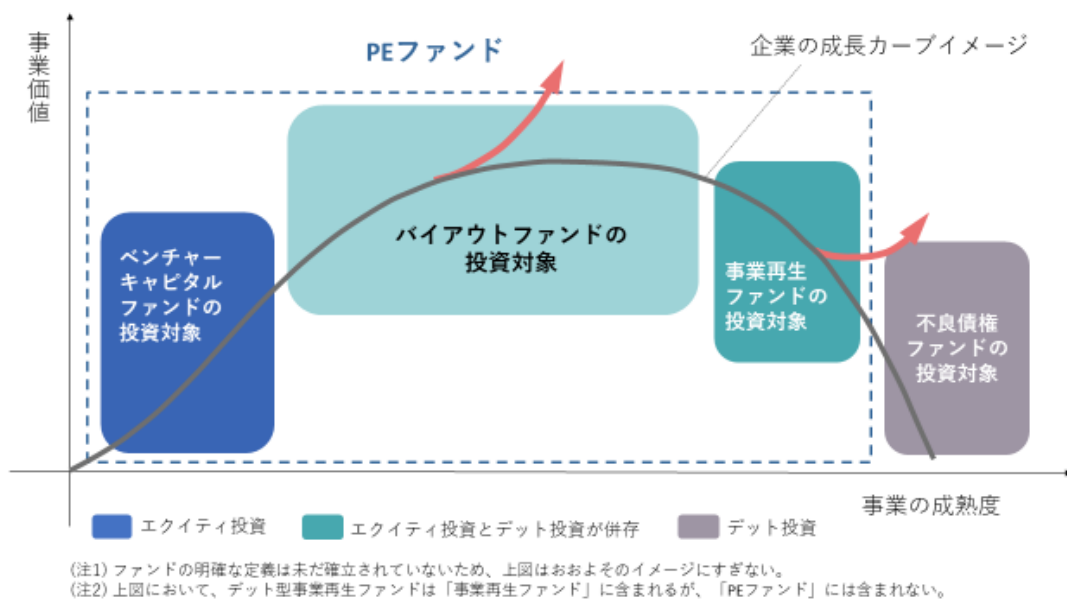 事業価値
PEファンド
企業の成長カーブイメージ
ベンチャー
キャピタル
ファンドの
投資対象
バイアウトファンドの
投資対象
事業再生
ファンドの
投資対象
不良債権
ファンドの
投資対象
事業の成熟度
エクイティ投資
エクイティ投資とデット投資が併存
デット投資
(注1) ファンドの明確な定義は未だ確立されていないため、上図はおおよそのイメージにすぎない。
(注2) 上図において、デット型事業再生ファンドは「事業再生ファンド」に含まれるが、「PEファンド」には含まれない。